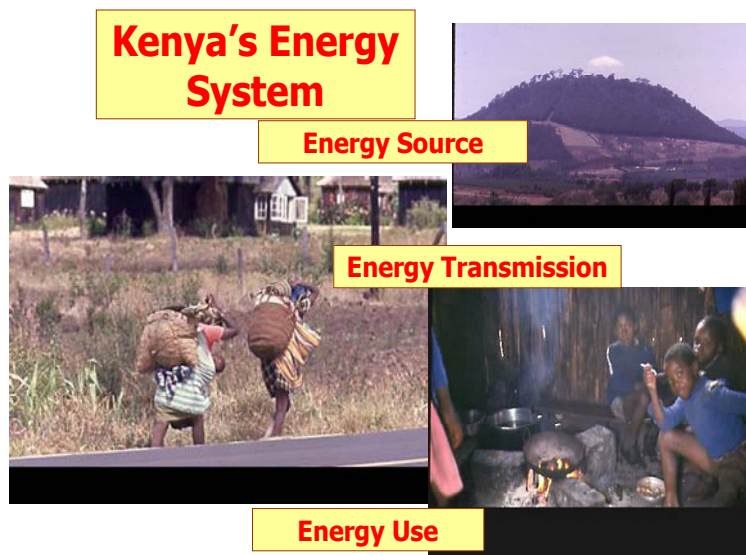 Kenya’s Energy
System
Energy Source
Energy Transmission
Energy Use